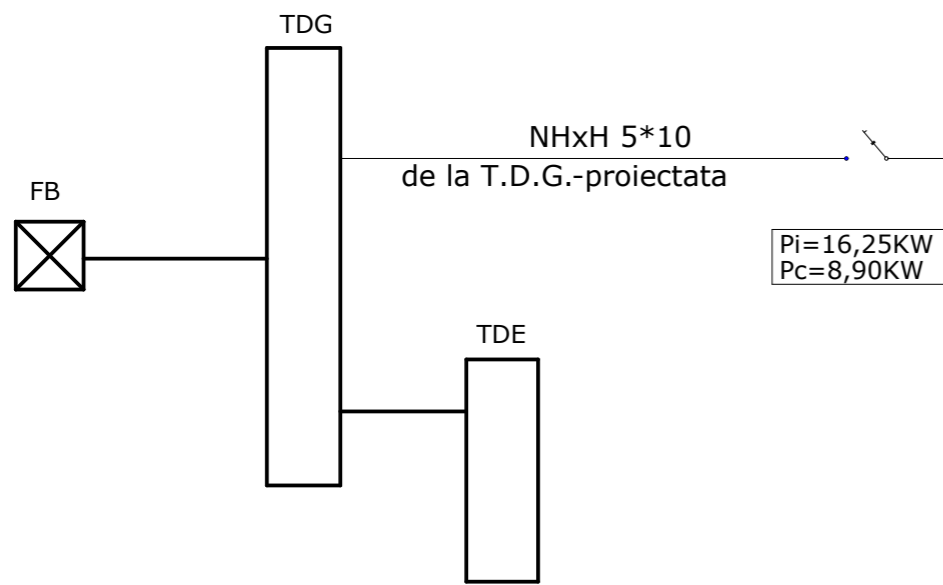 TDG
NHxH 5*10
de la T.D.G.-proiectata
FB
Pi=16,25KW
Pc=8,90KW
TDE